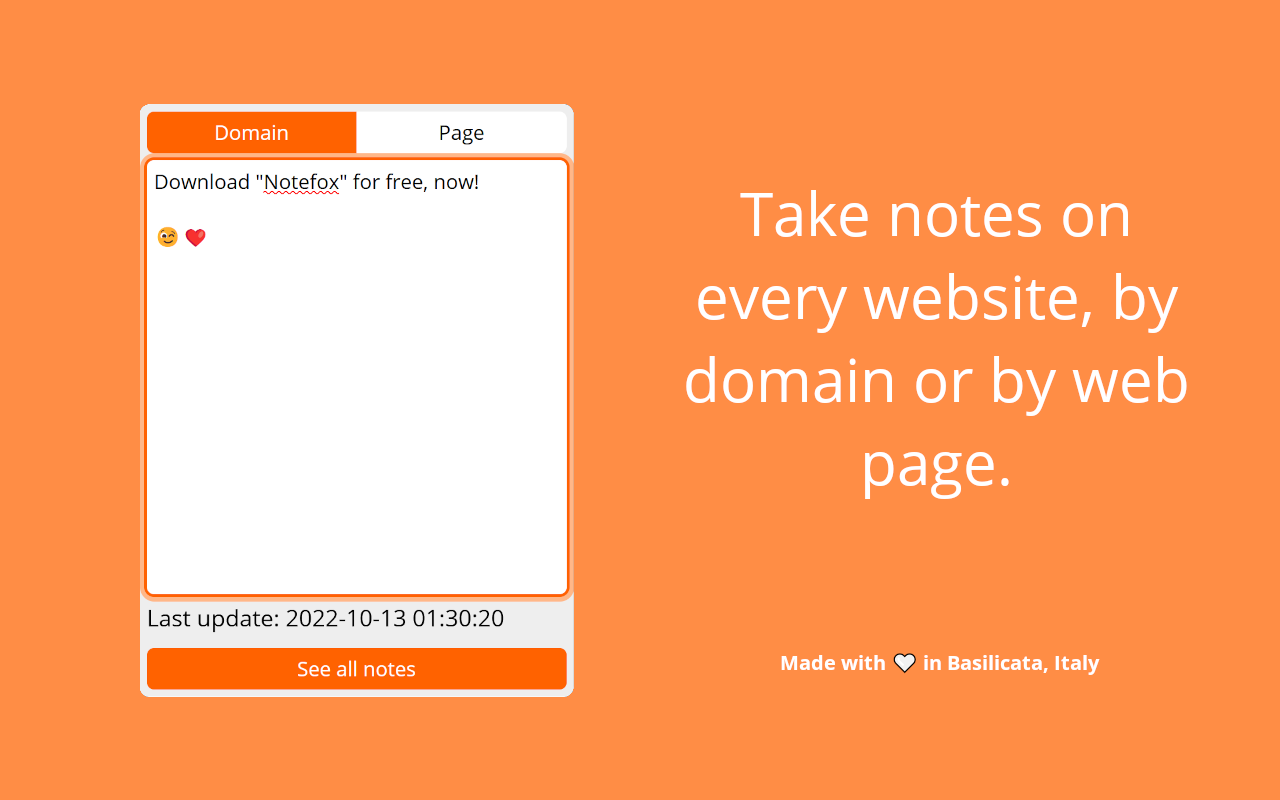 Domain
Page
Download "Notefox" for free, now!
😉 ❤️
Last update: 2022-10-13 01:30:20
See all notes
Take notes on
every website, by
domain or by web
page.
Made with 🤍 in Basilicata, Italy